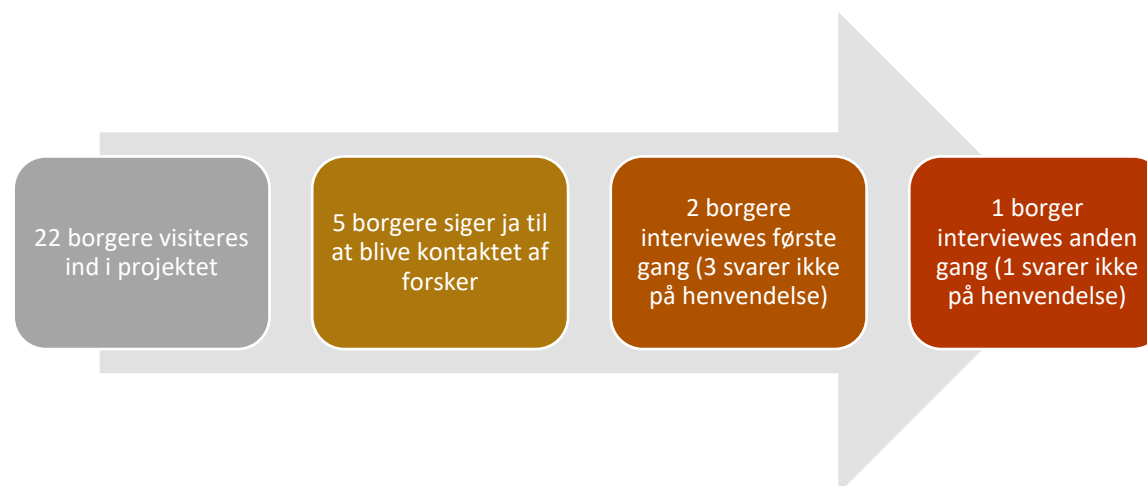 22 borgere visiteres
ind i projektet
5 borgere siger ja til
at blive kontaktet af
forsker
2 borgere
interviewes første
gang (3 svarer ikke
på henvendelse)
1 borger
interviewes anden
gang (1 svarer ikke
på henvendelse)